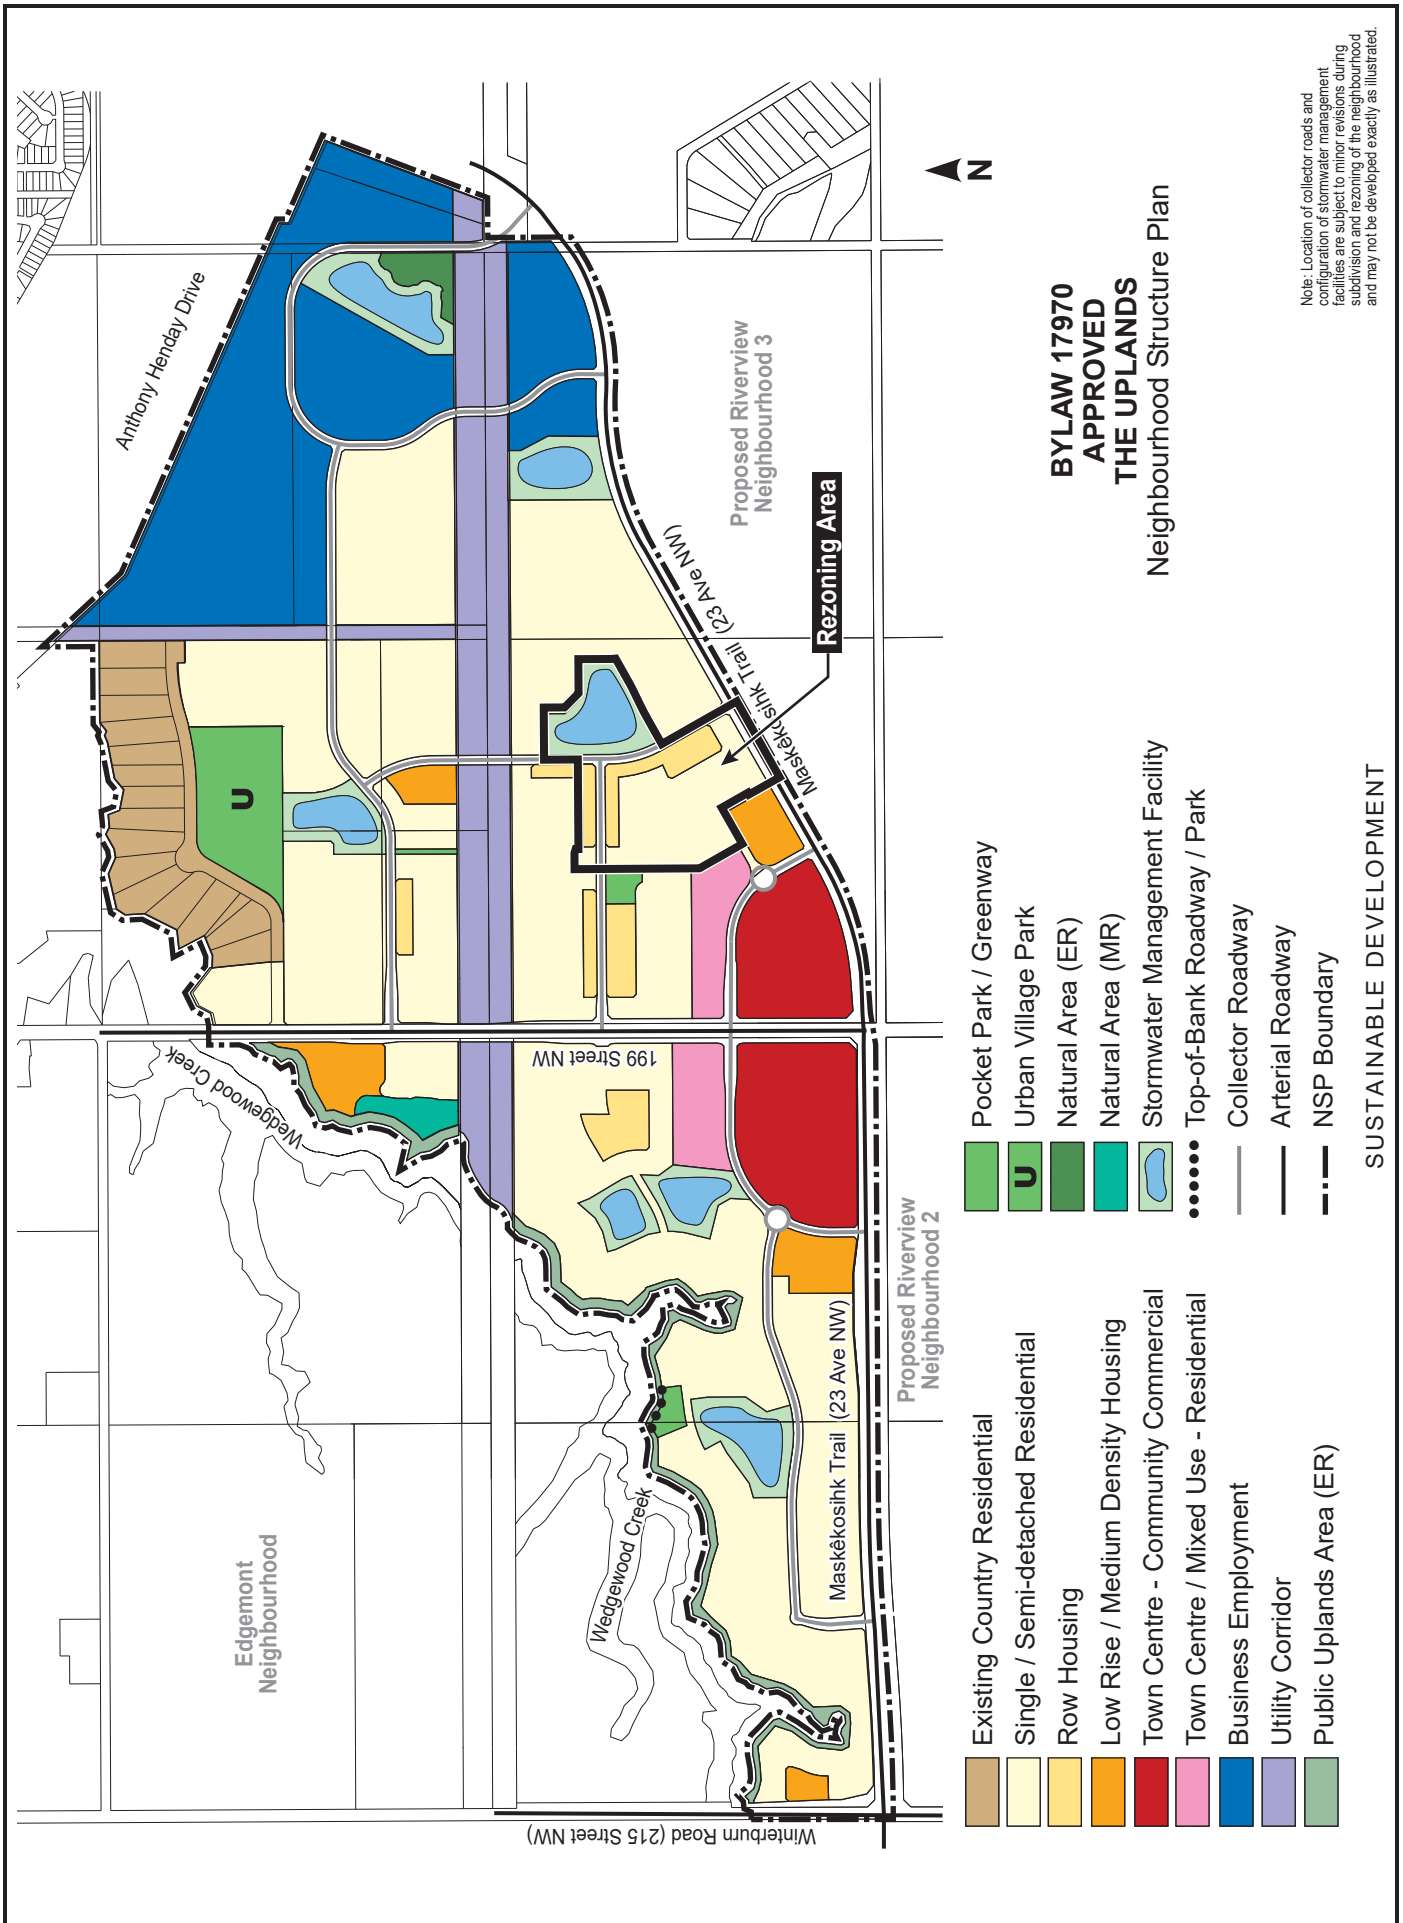 Anthony Henday Drive
Edgemont
Neighbourhood
Wedgewood Creek
U
199 Street NW
Wedgewood Creek
Winterburn Road (215 Street NW)
Maskêkosihk Trail (23 Ave NW)
Maskêkosihk Trail (23 Ave NW)
Rezoning Area
Proposed Riverview
Neighbourhood 3
Proposed Riverview
Neighbourhood 2
N
Existing Country Residential
Single / Semi-detached Residential
Row Housing
Low Rise / Medium Density Housing
Town Centre - Community Commercial
Town Centre / Mixed Use - Residential
Business Employment
Utility Corridor
Public Uplands Area (ER)
Pocket Park / Greenway
U Urban Village Park
Natural Area (ER)
Natural Area (MR)
Stormwater Management Facility
Top-of-Bank Roadway / Park
Collector Roadway
Arterial Roadway
NSP Boundary
BYLAW 17970
APPROVED
THE UPLANDS
Neighbourhood Structure Plan
Note: Location of collector roads and
configuration of stormwater management
facilities are subject to minor revisions during
subdivision and rezoning of the neighbourhood
and may not be developed exactly as illustrated.
SUSTAINABLE DEVELOPMENT